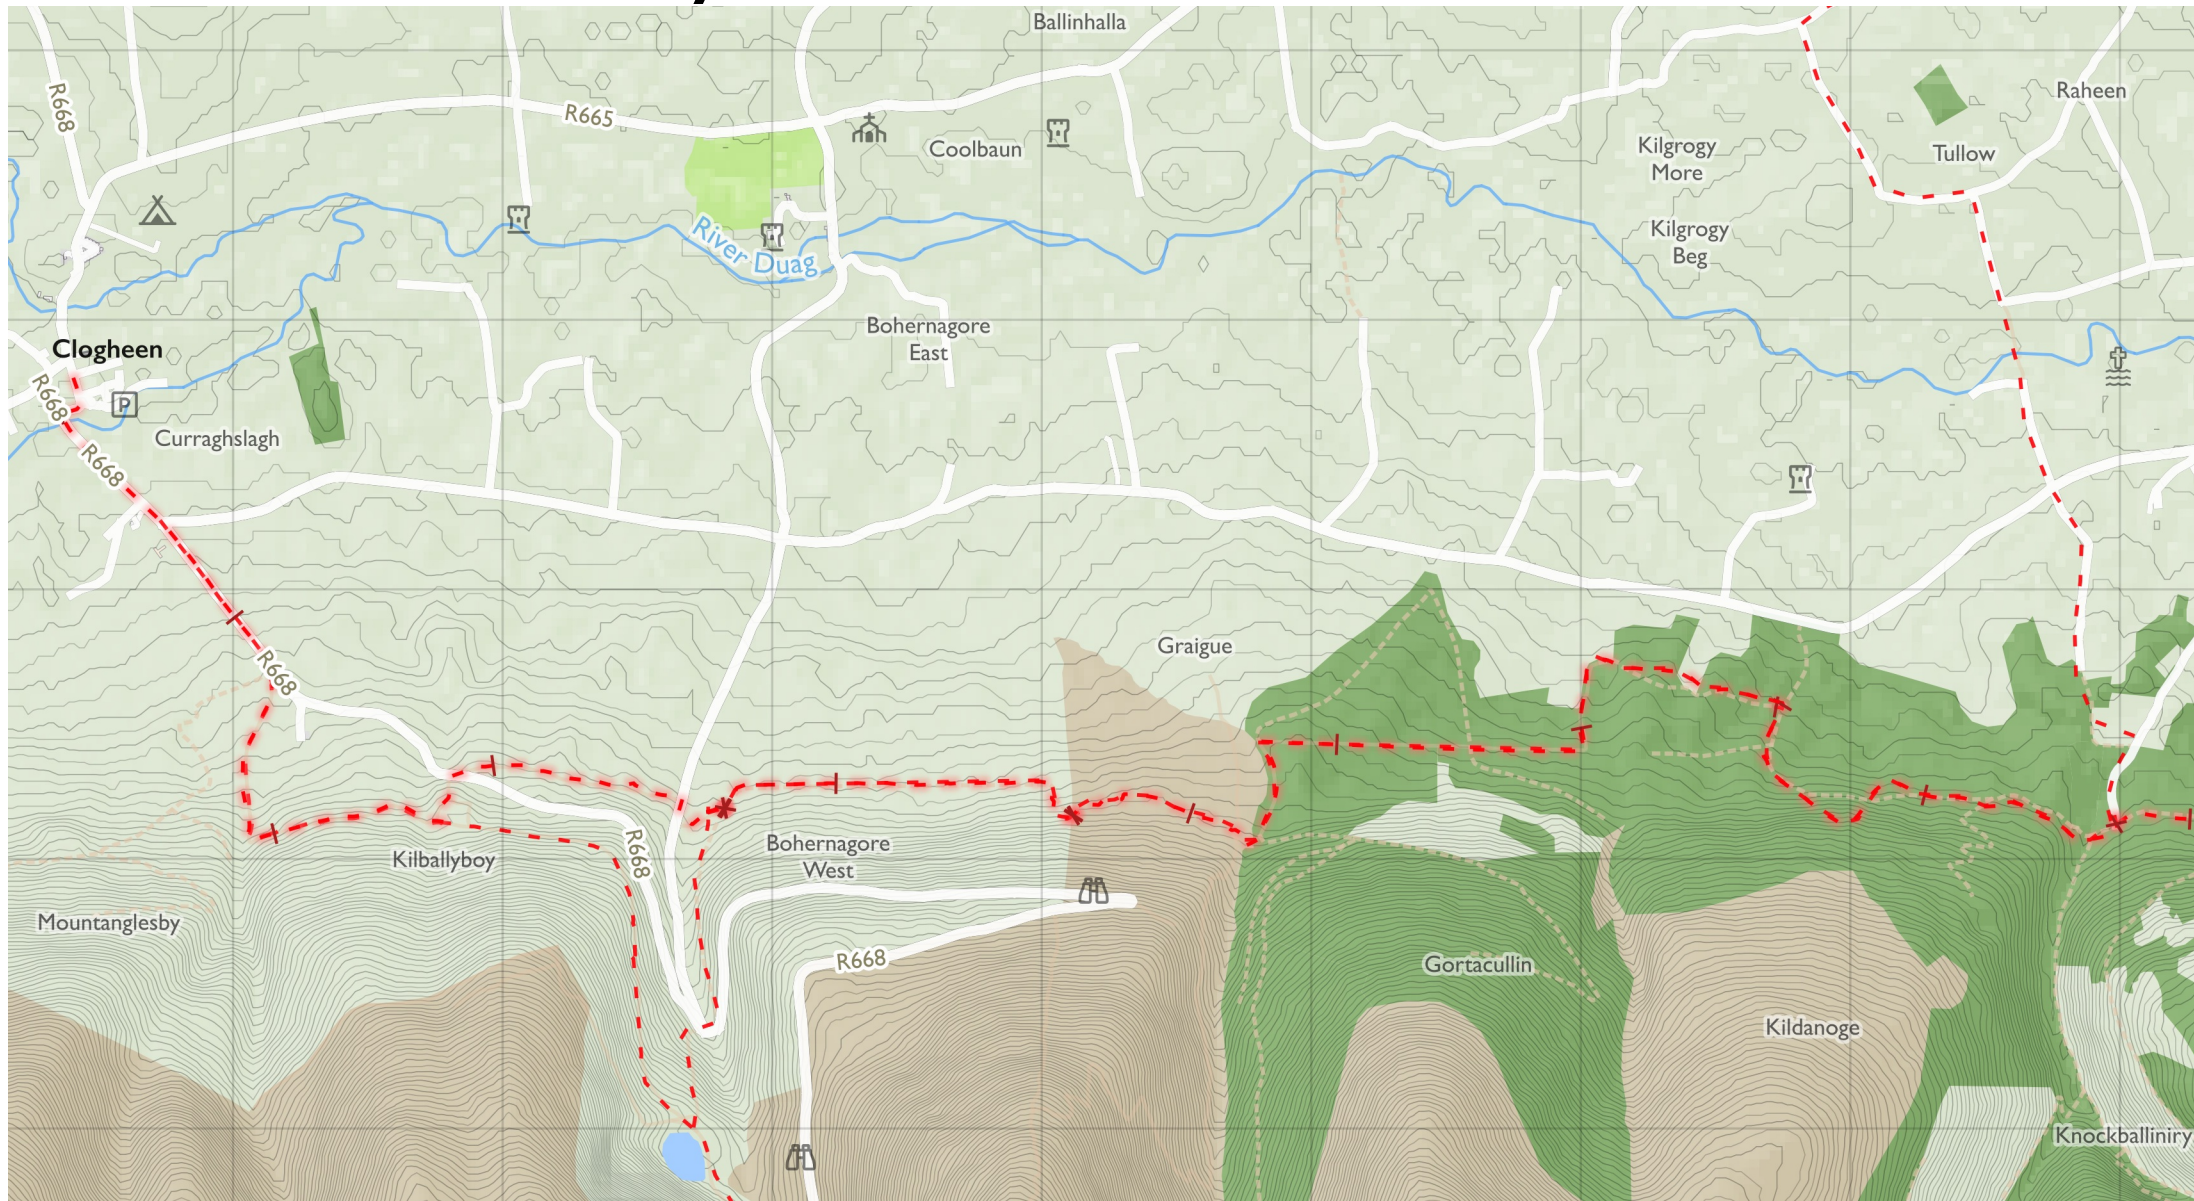 Ballinhalla
R668
R665
Raheen
Coolbaun
Kilgrogy
More
Tullow
River Duag
Kilgrogy
Beg
Bohernagore
East
Clogheen
R668
P
Curraghslagh
R668
Graigue
R668
R668
Bohernagore
West
Kilballyboy
Mountanglesby
R668
Gortacullin
Kildanoge
Knockballiniry